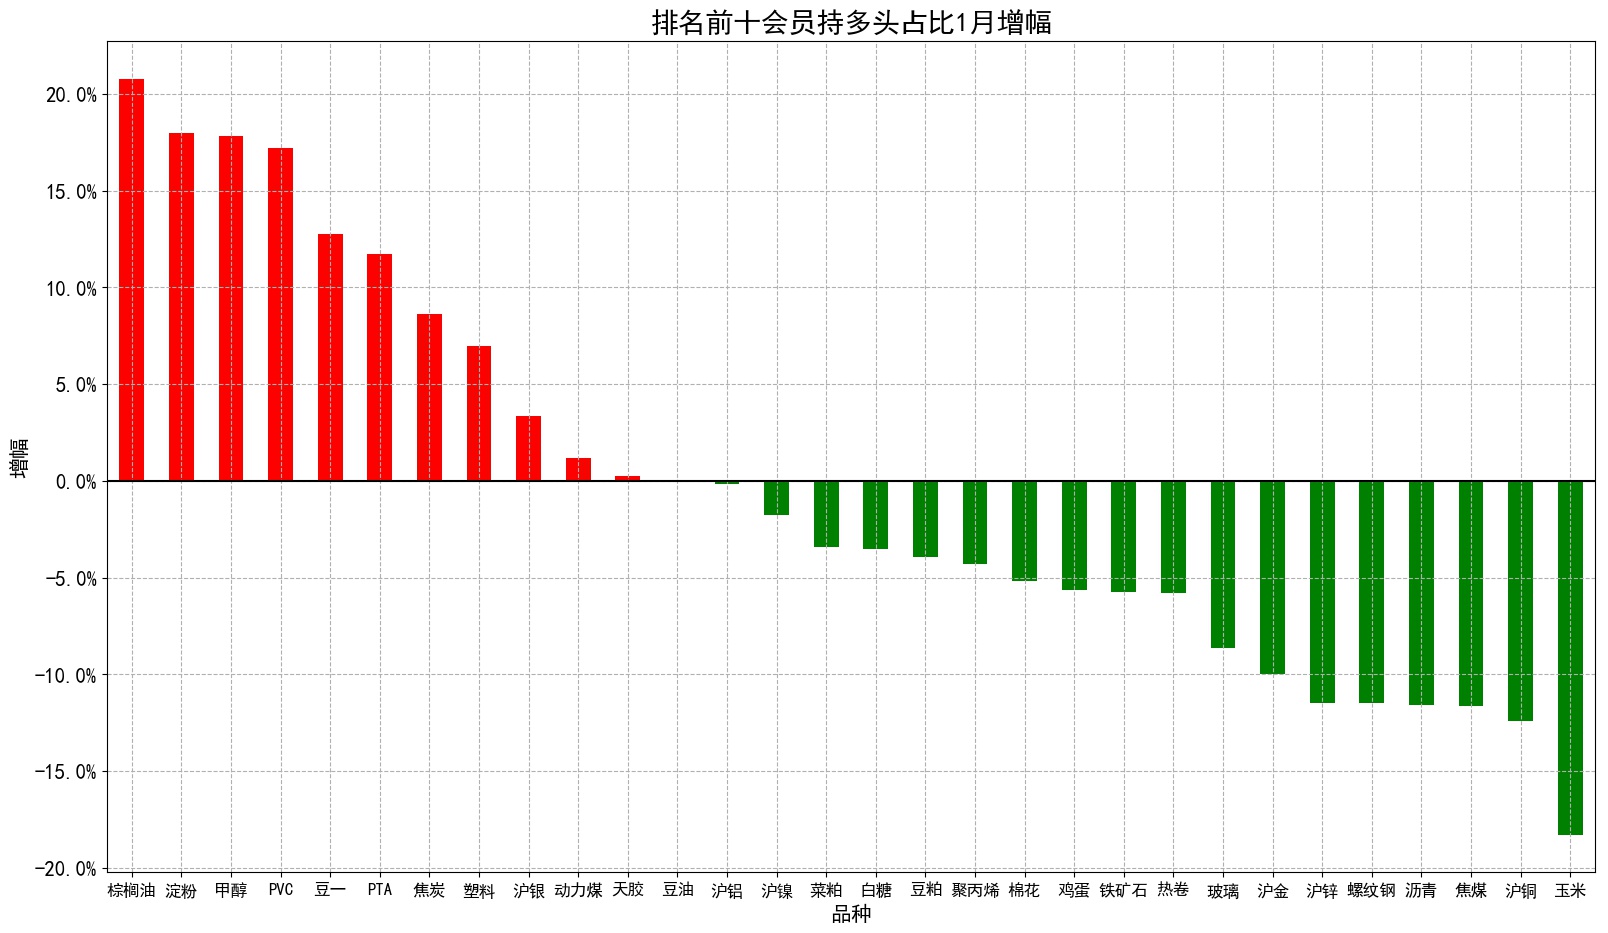 排名前十会员持多头占比1月增幅
20.0%
15.0%
10.0%
5.0%
0.0%
−5.0%
−10.0%
−15.0%
−20.0%
增幅
棕榈油 淀粉 甲醇 PVC 豆一 PTA 焦炭 塑料 沪银 动力煤 天胶 豆油 沪铝 沪镍 菜粕 白糖 豆粕 聚丙烯 棉花 鸡蛋 铁矿石 热卷 玻璃 沪金 沪锌 螺纹钢 沥青 焦煤 沪铜 玉米
品种